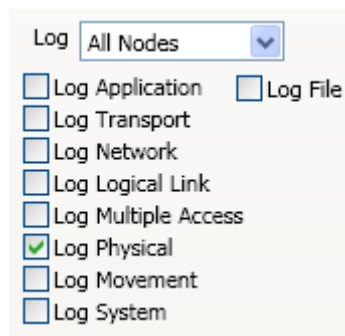 Log All Nodes
Log Application Log File
Log Transport
Log Network
Log Logical Link
Log Multiple Access
Log Physical
Log Movement
Log System